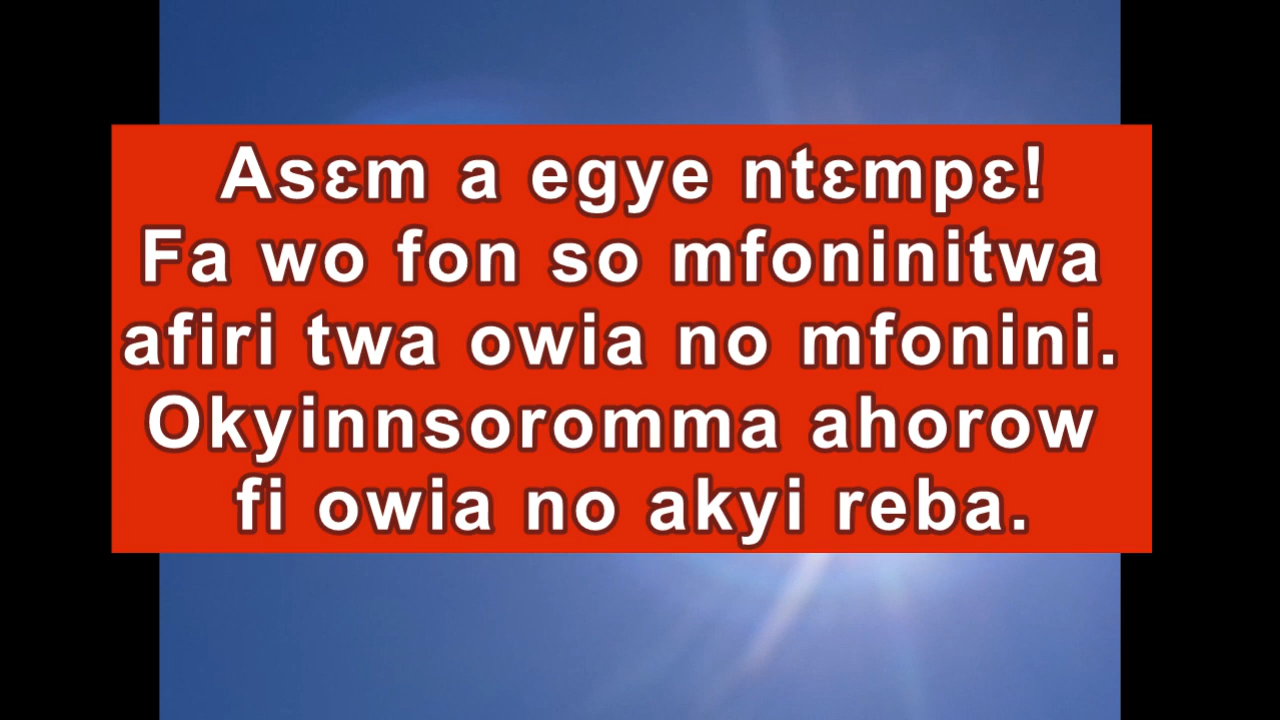 Asɛm a egye ntɛmpɛ!
Fa wo fon so mfoninitwa
afiri twa owia no mfonini.
Okyinnsoromma ahorow
fi owia no akyi reba.